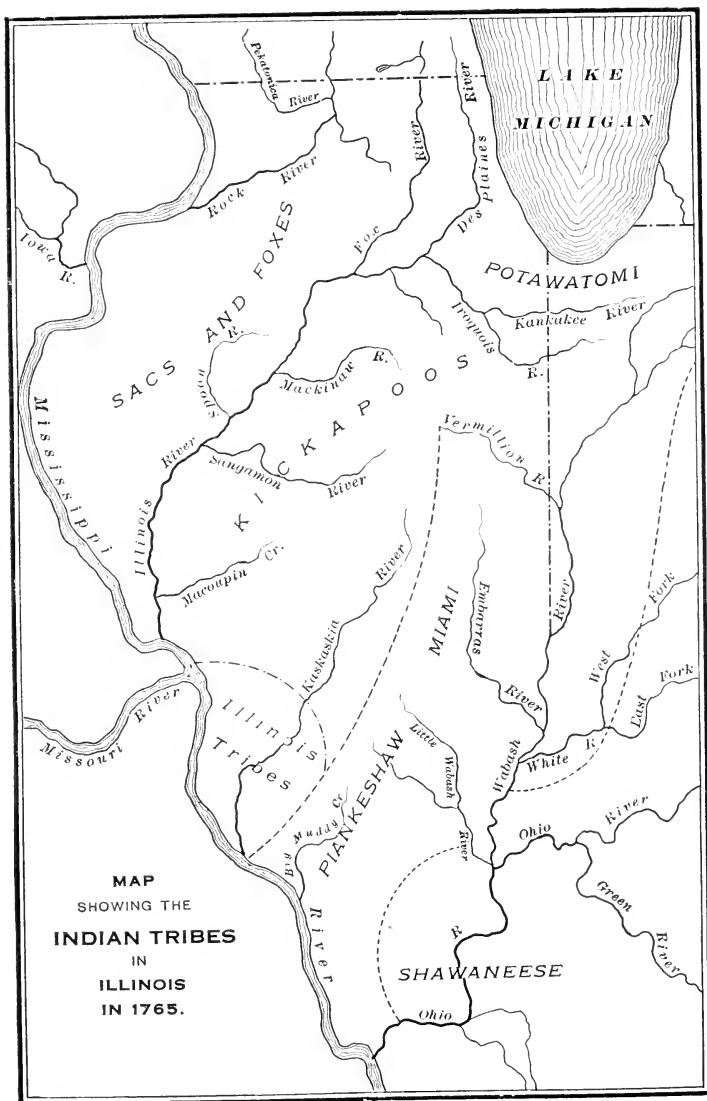 LAKE
MICHIGAN
Pekatonica
River
Rock River
Fox River
Des Plaines River
Iowa R.
POTAWATOMI
Kankakee River
Iroquois
R.
SACS AND FOXES
Spoon R.
Mackinaw R.
KICKAPOOS
Mississippi
Illinois River
Sangamon River
Vermillion R
Macoupin Cr.
Kaskaskia River
MIAMI
Embarras
River
Wabash River
West Fork
East Fork
White R
Missouri River
Illinois
Tribes
PIANKESHAW
Little
Wabash
River
Big Muddy Cr
River
Ohio River
Green
River
R
SHAWANEESE
Ohio
MAP
SHOWING THE
INDIAN TRIBES
IN
ILLINOIS
IN 1765.